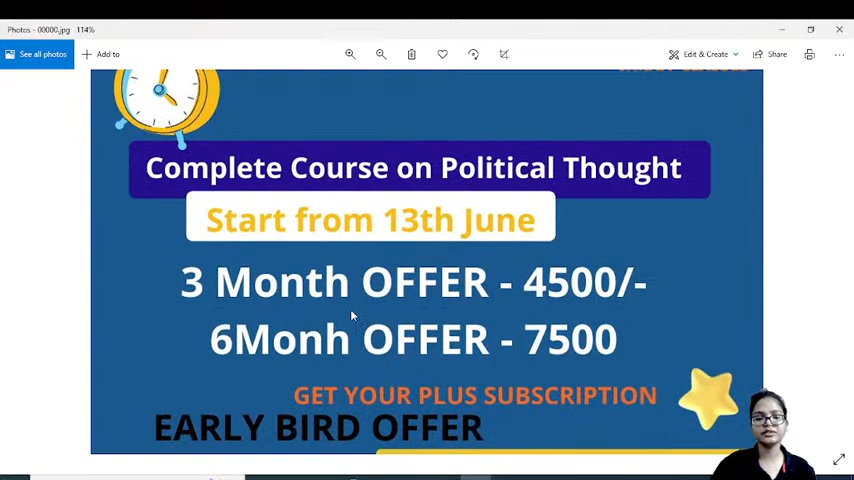 Photos - 00000.jpg 114%
See all photos
Add to
Edit & Create
Share
Complete Course on Political Thought
Start from 13th June
3 Month OFFER - 4500/-
6Monh OFFER - 7500
GET YOUR PLUS SUBSCRIPTION
EARLY BIRD OFFER